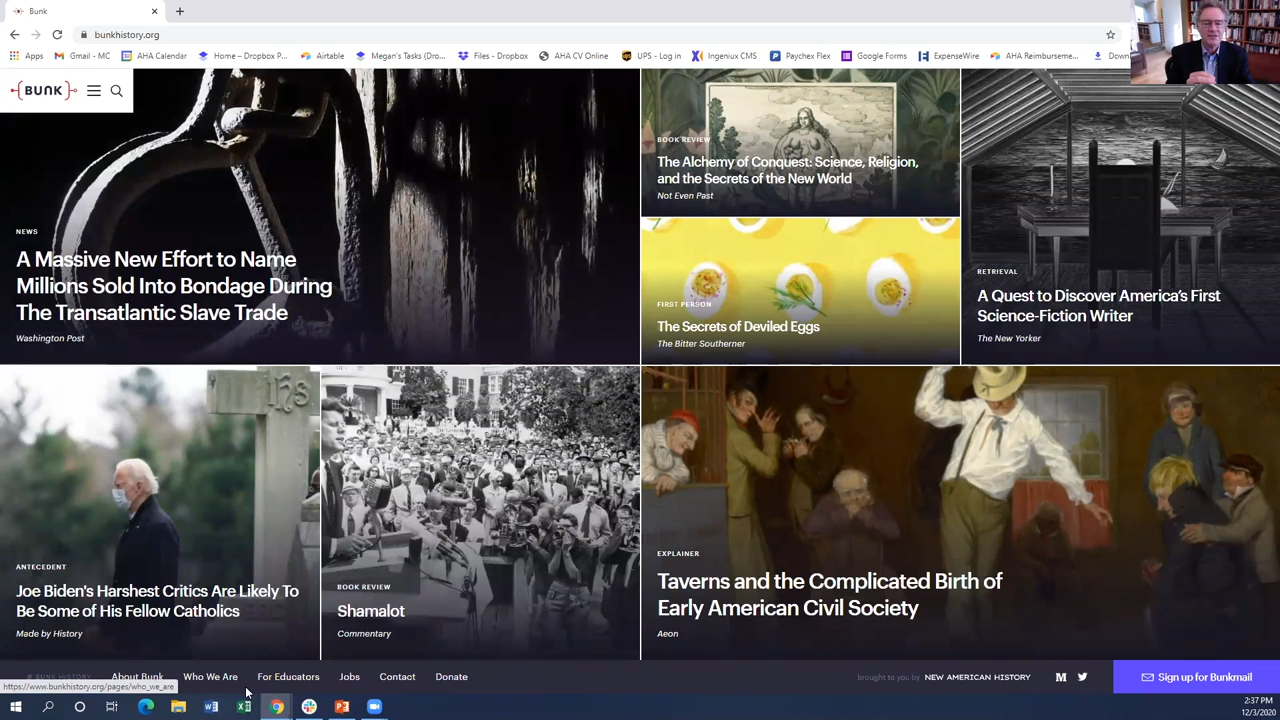 Bunk
bunkhistory.org
Apps
Gmail - MC
AHA Calendar
Home – Dropbox P...
Airtable
Megan's Tasks (Dro...
Files - Dropbox
AHA CV Online
UPS - Log in
Ingeniux CMS
Paychex Flex
Google Forms
ExpenseWire
AHA Reimburseme...
BUNK
NEWS
A Massive New Effort to Name
Millions Sold Into Bondage During
The Transatlantic Slave Trade
Washington Post
BOOK REVIEW
The Alchemy of Conquest: Science, Religion,
and the Secrets of the New World
Not Even Past
FIRST PERSON
The Secrets of Deviled Eggs
The Bitter Southerner
RETRIEVAL
A Quest to Discover America's First
Science-Fiction Writer
The New Yorker
IHS
ANTECEDENT
Joe Biden's Harshest Critics Are Likely To
Be Some of His Fellow Catholics
Made by History
BOOK REVIEW
Shamalot
Commentary
EXPLAINER
Taverns and the Complicated Birth of
Early American Civil Society
Aeon
© BUNK HISTORY
About Bunk
Who We Are
For Educators
Jobs
Contact
Donate
brought to you by NEW AMERICAN HISTORY
Sign up for Bunkmail
https://www.bunkhistory.org/pages/who_we_are
2:37 PM
12/3/2020